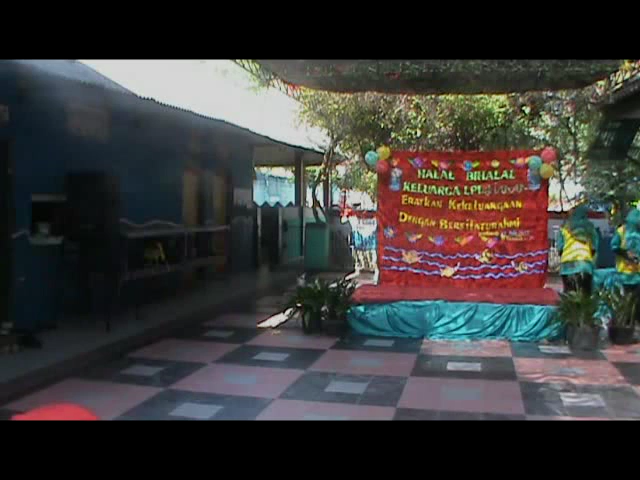 HALAL BIHALAL
KELUARGA LPI
ERATKAN KEKELUARGAAN
DENGAN BERSILATURAHMI